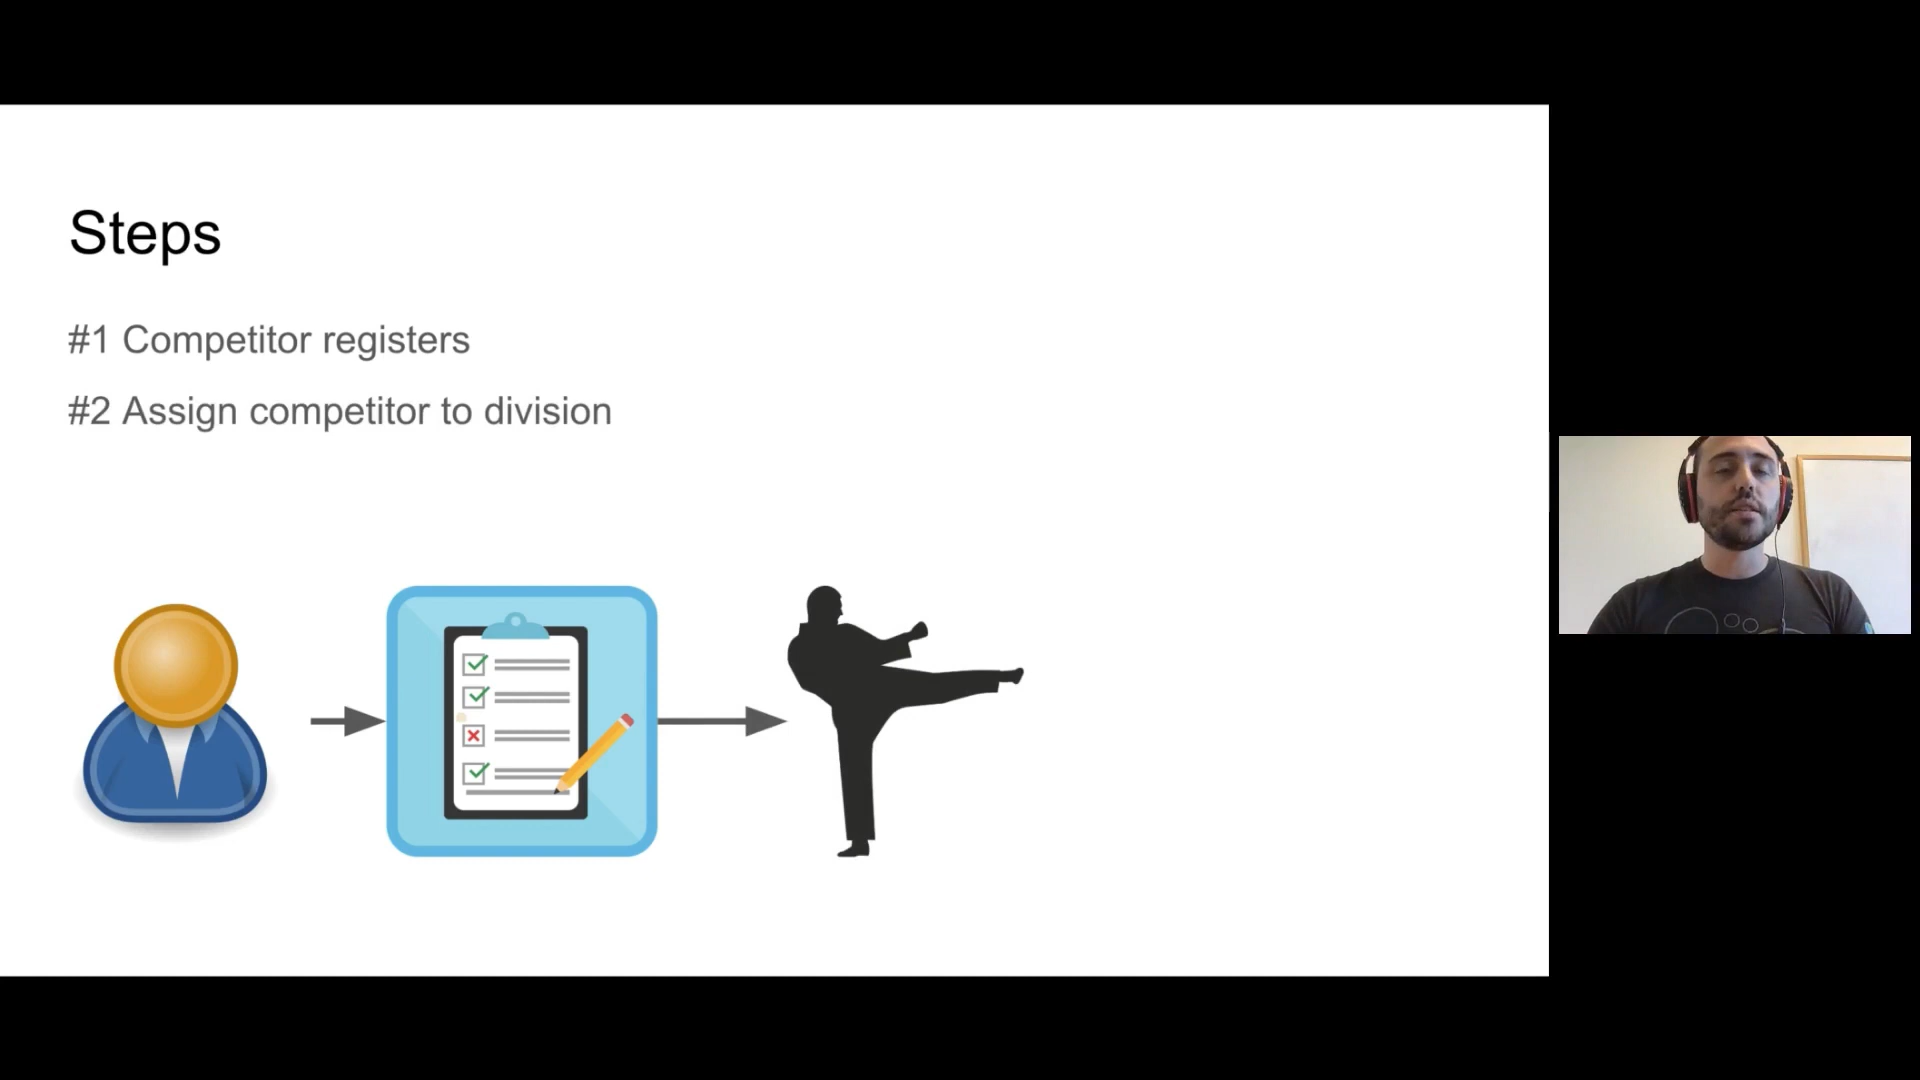 Steps
#1 Competitor registers
#2 Assign competitor to division